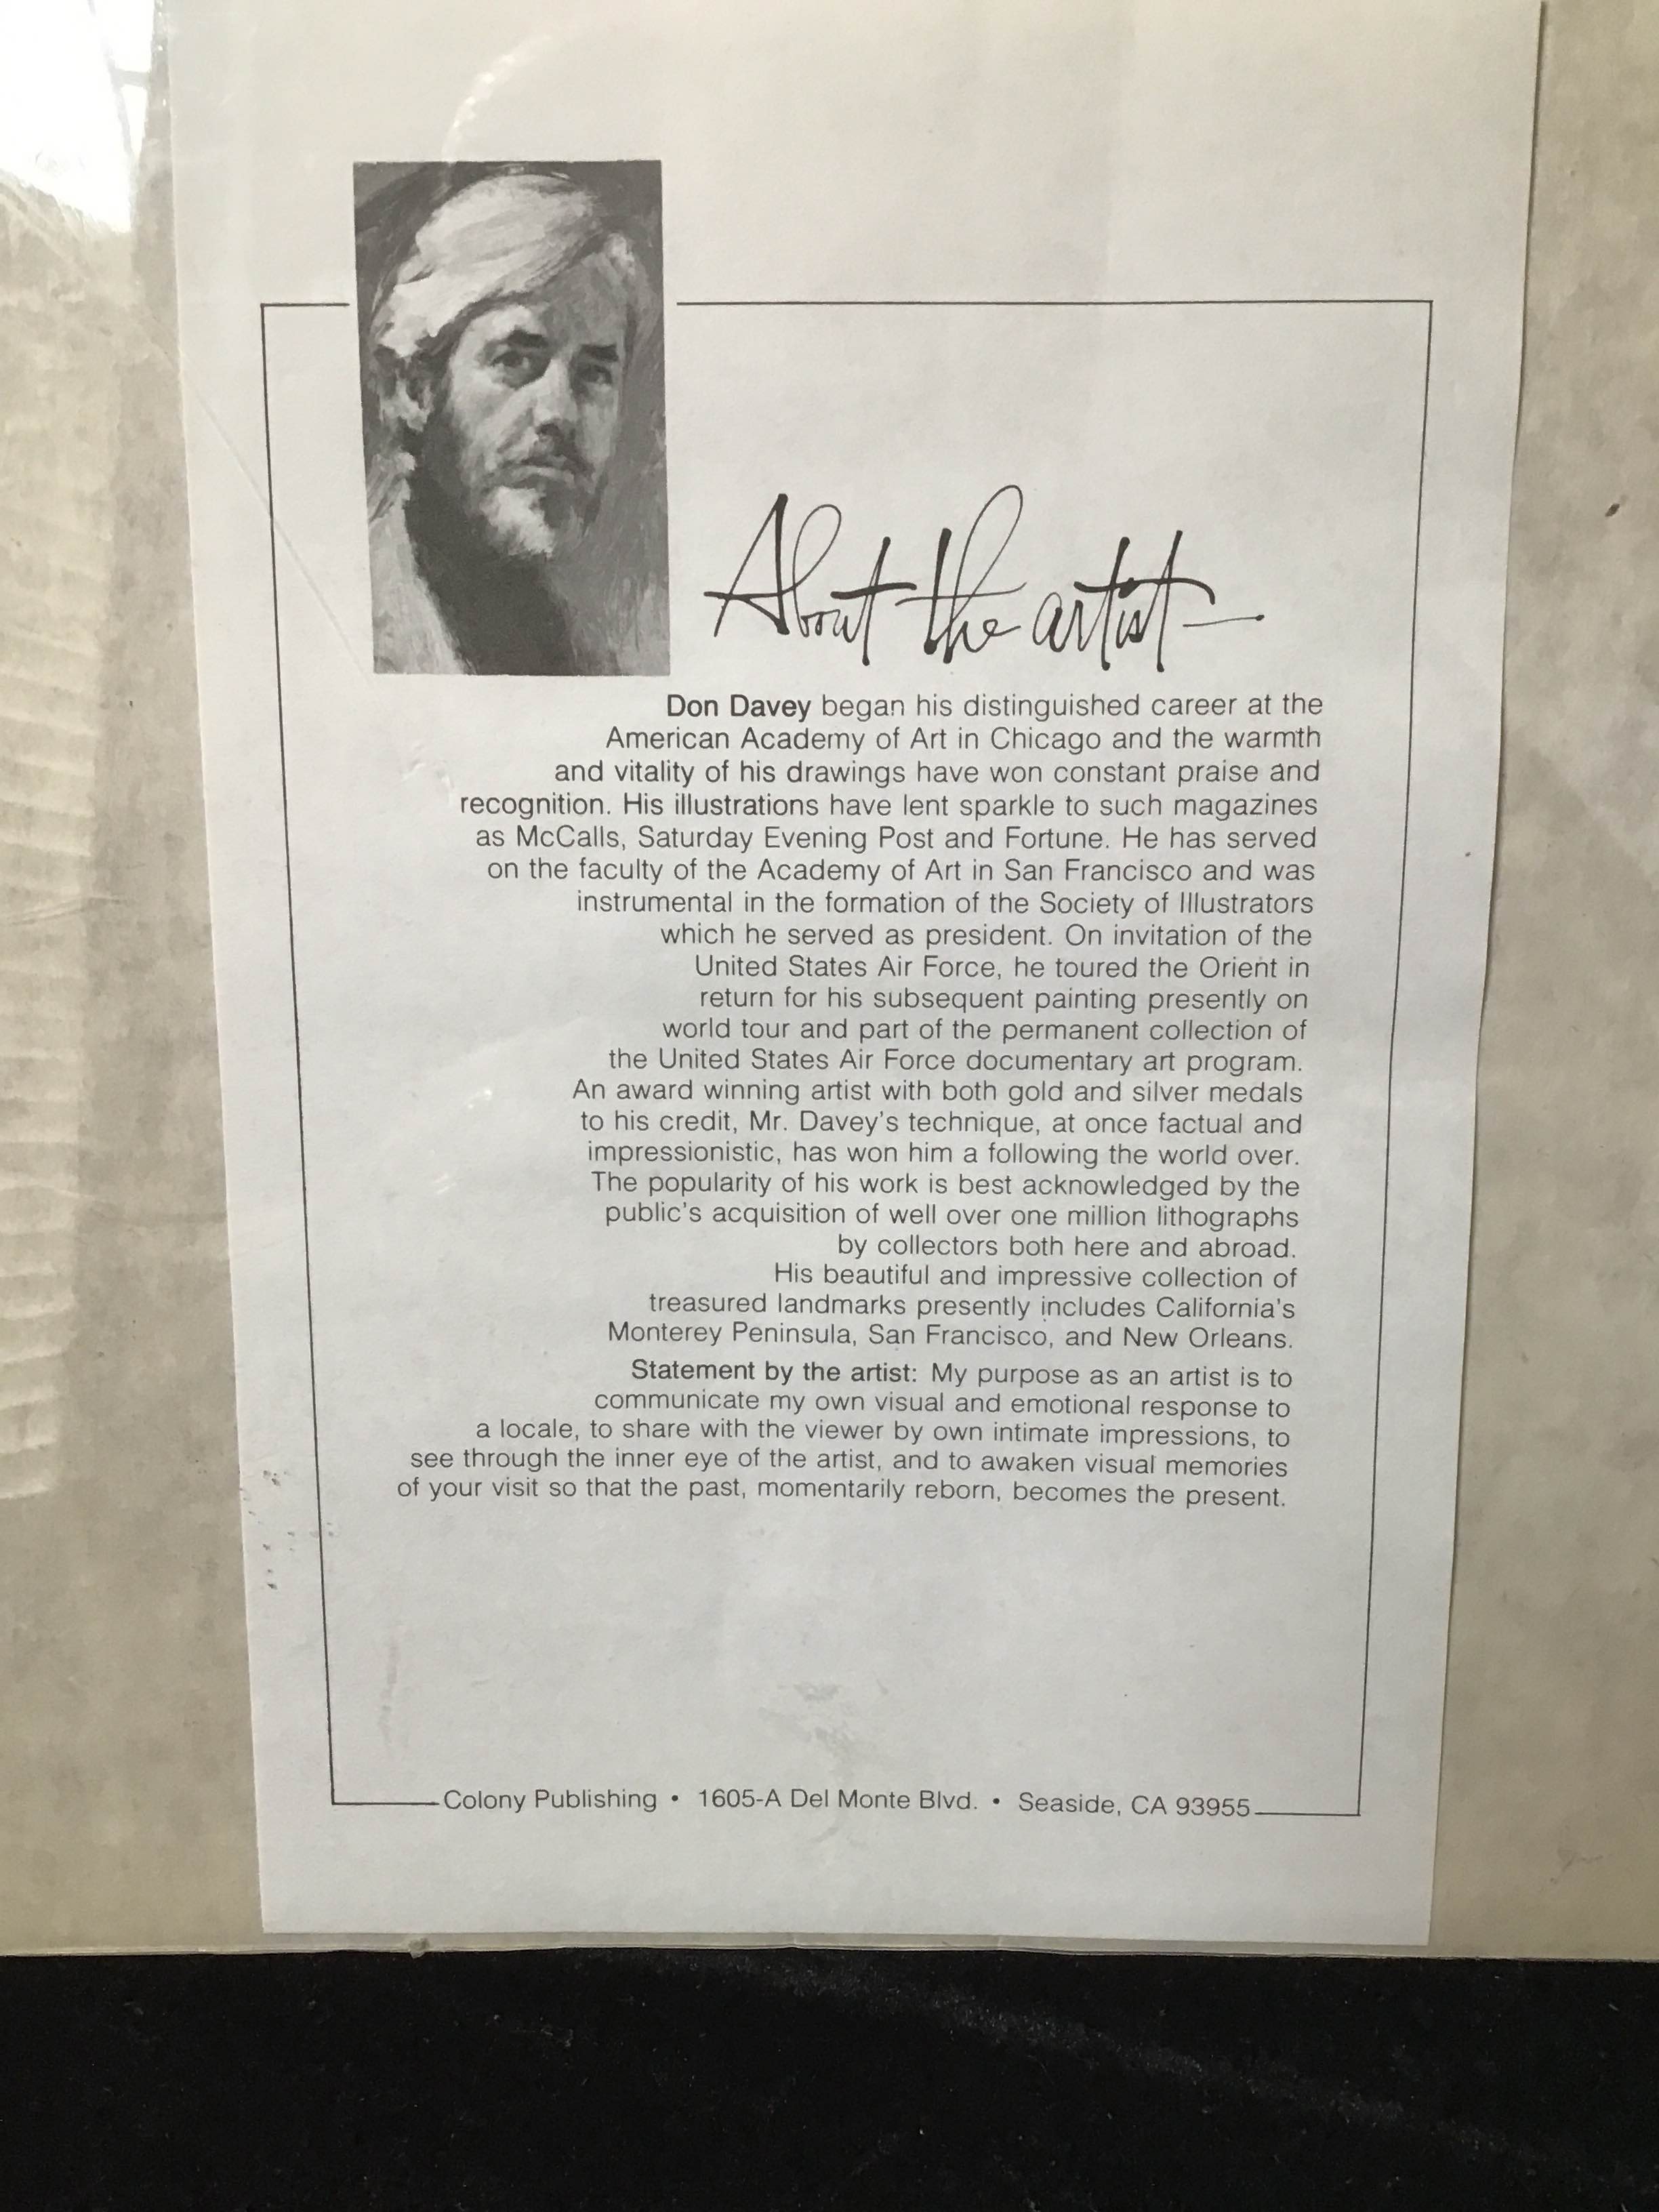 About the artist
Don Davey began his distinguished career at the
American Academy of Art in Chicago and the warmth
and vitality of his drawings have won constant praise and
recognition. His illustrations have lent sparkle to such magazines
as McCalls, Saturday Evening Post and Fortune. He has served
on the faculty of the Academy of Art in San Francisco and was
instrumental in the formation of the Society of Illustrators
which he served as president. On invitation of the
United States Air Force, he toured the Orient in
return for his subsequent painting presently on
world tour and part of the permanent collection of
the United States Air Force documentary art program.
An award winning artist with both gold and silver medals
to his credit, Mr. Davey's technique, at once factual and
impressionistic, has won him a following the world over.
The popularity of his work is best acknowledged by the
public's acquisition of well over one million lithographs
by collectors both here and abroad.
His beautiful and impressive collection of
treasured landmarks presently includes California's
Monterey Peninsula, San Francisco, and New Orleans.
Statement by the artist: My purpose as an artist is to
communicate my own visual and emotional response to
a locale, to share with the viewer by own intimate impressions, to
see through the inner eye of the artist, and to awaken visual memories
of your visit so that the past, momentarily reborn, becomes the present.
Colony Publishing • 1605-A Del Monte Blvd. • Seaside, CA 93955